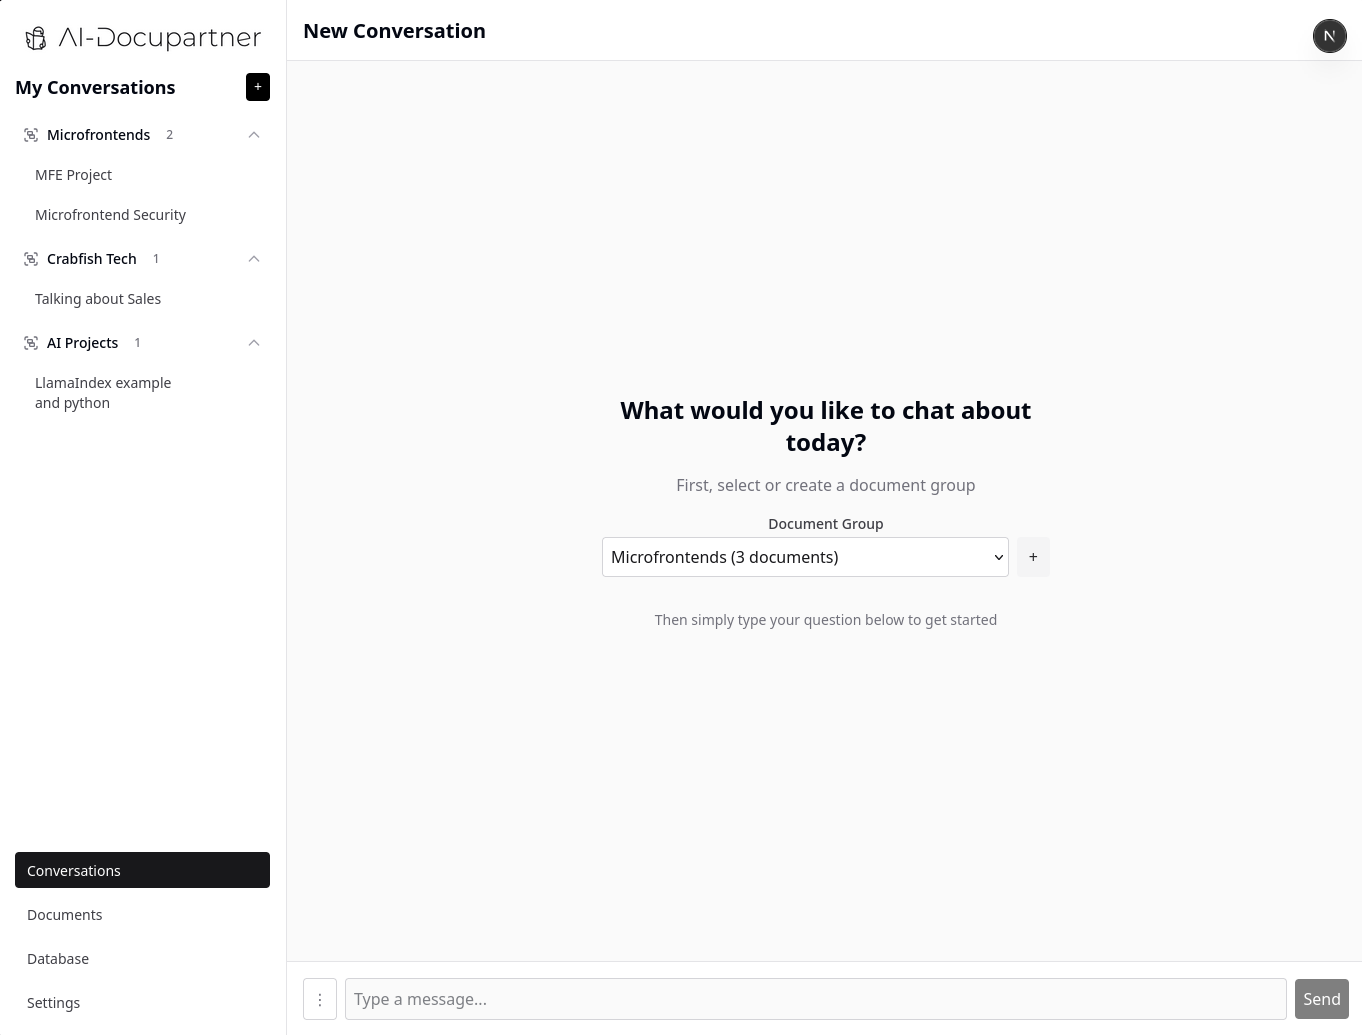 AI-Docupartner
My Conversations
+
Microfrontends 2
MFE Project
Microfrontend Security
Crabfish Tech 1
Talking about Sales
AI Projects 1
LlamaIndex example
and python
Conversations
Documents
Database
Settings
New Conversation
N
What would you like to chat about
today?
First, select or create a document group
Document Group
Microfrontends (3 documents)
+
Then simply type your question below to get started
Type a message...
Send